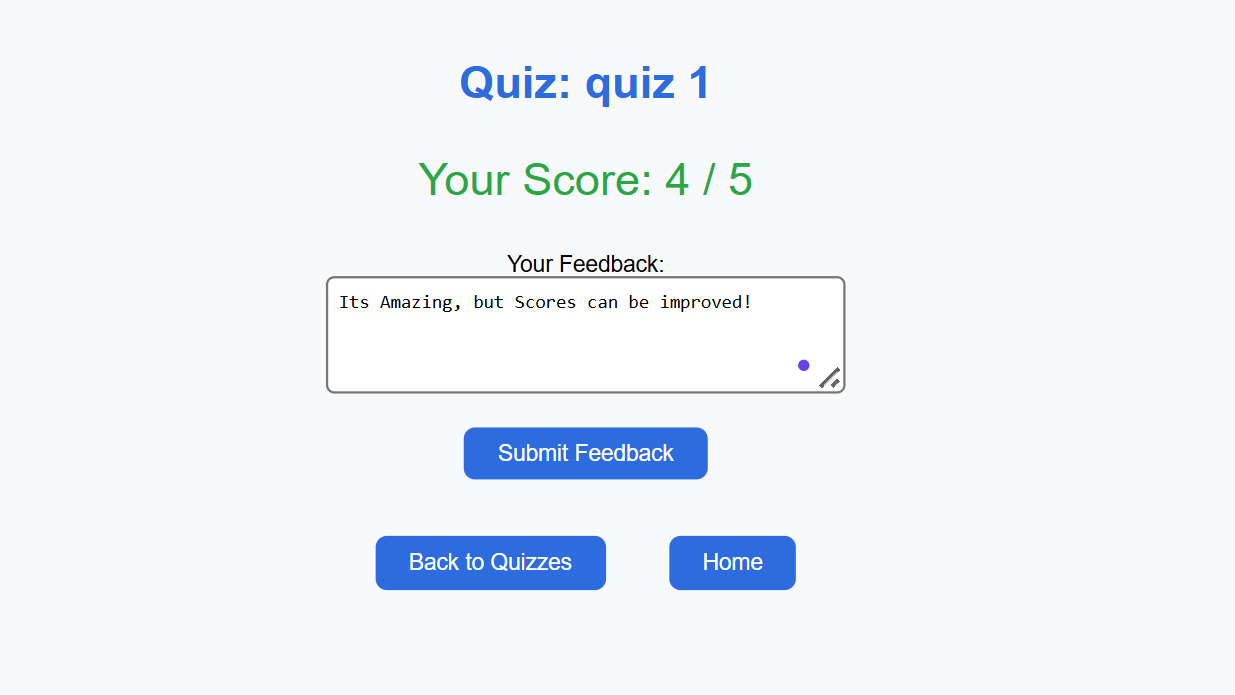 Quiz: quiz 1
Your Score: 4 / 5
Your Feedback:
Its Amazing, but Scores can be improved!
Submit Feedback
Back to Quizzes
Home